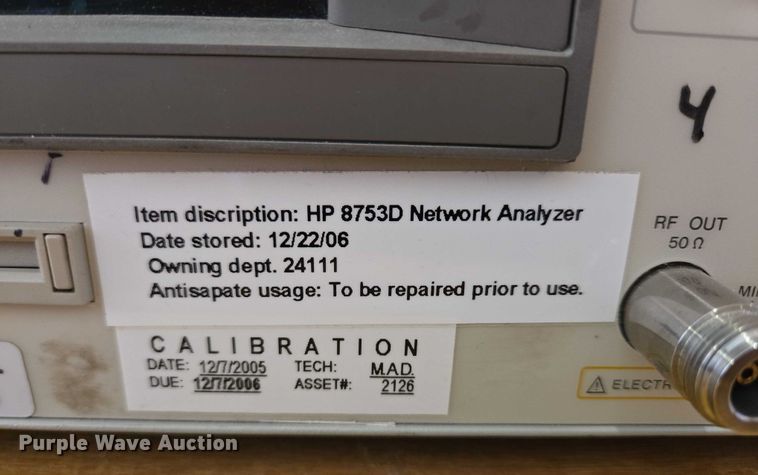 4
Item discription: HP 8753D Network Analyzer
Date stored: 12/22/06
Owning dept. 24111
Antisapate usage: To be repaired prior to use.
RF OUT
50 Ω
CALIBRATION
DATE: 12/7/2005 TECH: M.A.D.
DUE: 12/7/2006 ASSET#: 2126
Purple Wave Auction